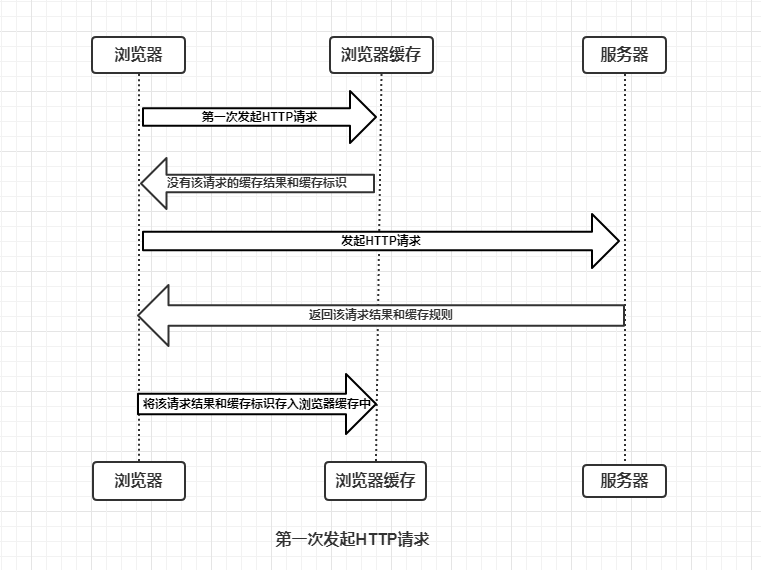 浏览器
浏览器缓存
服务器
第一次发起HTTP请求
没有该请求的缓存结果和缓存标识
发起HTTP请求
返回该请求结果和缓存规则
将该请求结果和缓存标识存入浏览器缓存中
浏览器
浏览器缓存
服务器
第一次发起HTTP请求